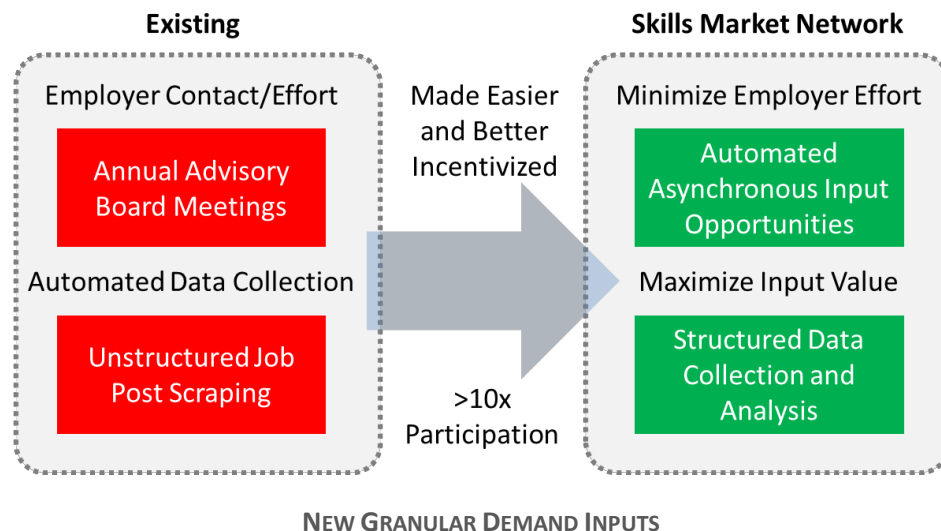 Existing
Employer Contact/Effort
Annual Advisory
Board Meetings
Automated Data Collection
Unstructured Job
Post Scraping
Made Easier
and Better
Incentivized
>10x
Participation
Skills Market Network
Minimize Employer Effort
Automated
Asynchronous Input
Opportunities
Maximize Input Value
Structured Data
Collection and
Analysis
NEW GRANULAR DEMAND INPUTS